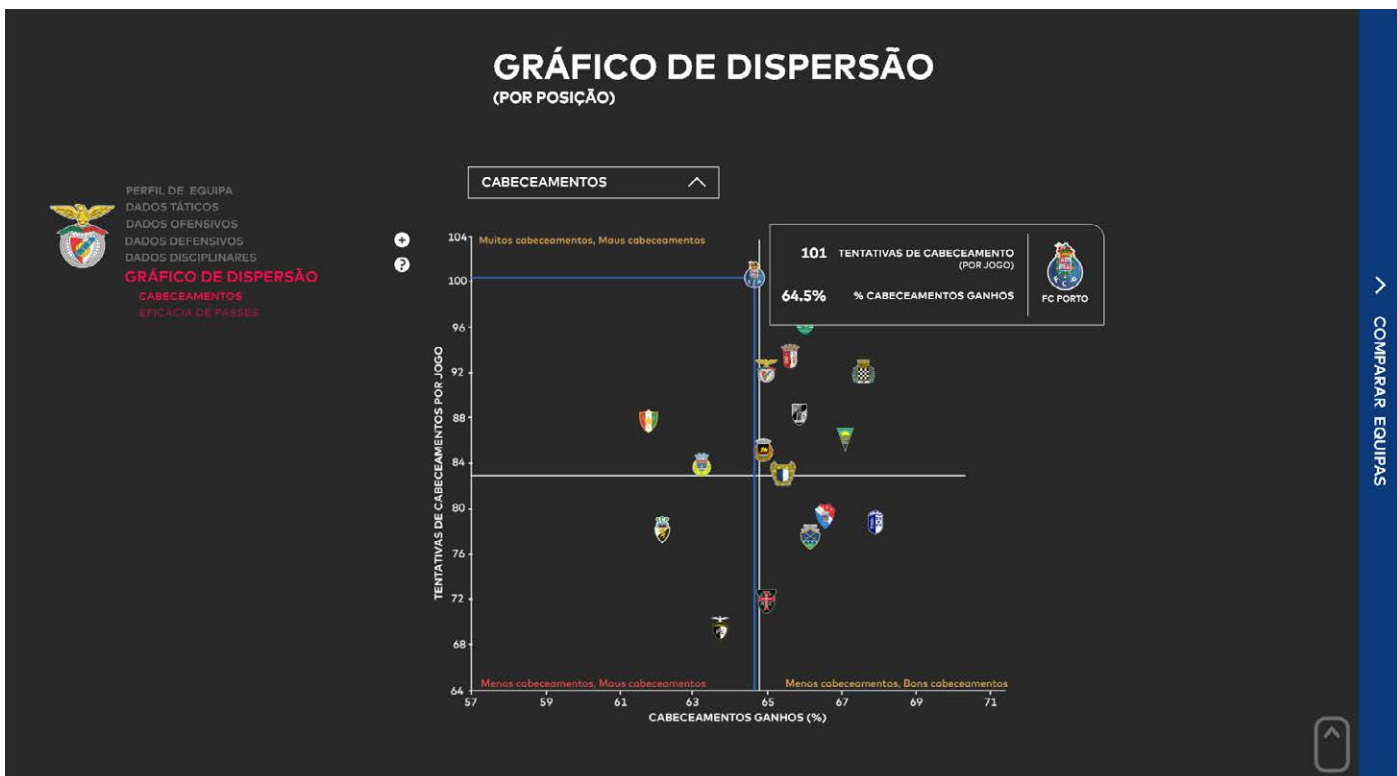 GRÁFICO DE DISPERSÃO
(POR POSIÇÃO)
CABECEAMENTOS
PERFIL DE EQUIPA
DADOS TÁTICOS
DADOS OFENSIVOS
DADOS DEFENSIVOS
DADOS DISCIPLINARES
GRÁFICO DE DISPERSÃO
CABECEAMENTOS
EFICÁCIA DE PASSES
+
?
Muitos cabeceamentos, Maus cabeceamentos
101 TENTATIVAS DE CABECEAMENTO
(POR JOGO)
64.5% % CABECEAMENTOS GANHOS
FC PORTO
TENTATIVAS DE CABECEAMENTOS POR JOGO
104
100
96
92
88
84
80
76
72
68
64
Menos cabeceamentos, Maus cabeceamentos
Menos cabeceamentos, Bons cabeceamentos
57 59 61 63 65 67 69 71
CABECEAMENTOS GANHOS (%)
COMPARAR EQUIPAS